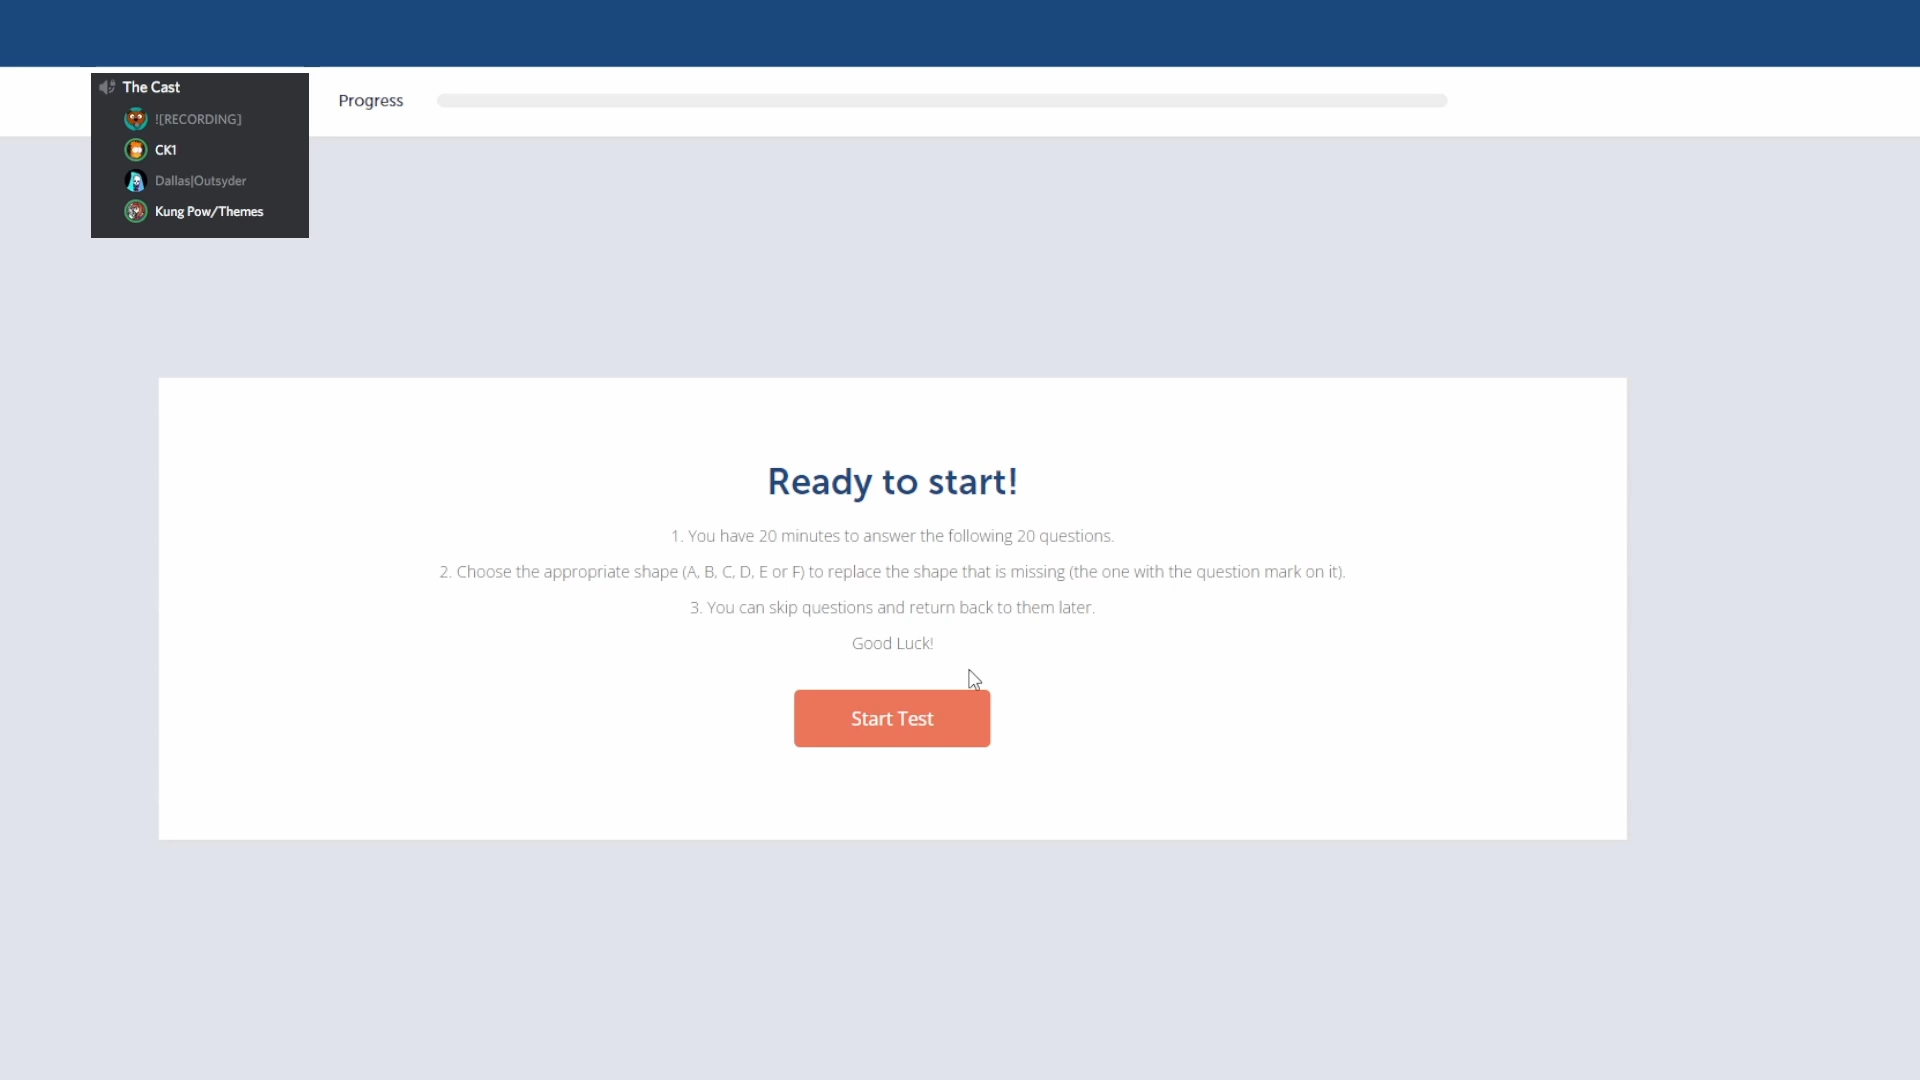 The Cast
![RECORDING]
CK1
Dallas|Outsyder
Kung Pow/Themes
Progress
Ready to start!
1. You have 20 minutes to answer the following 20 questions.
2. Choose the appropriate shape (A, B, C, D, E or F) to replace the shape that is missing (the one with the question mark on it).
3. You can skip questions and return back to them later.
Good Luck!
Start Test